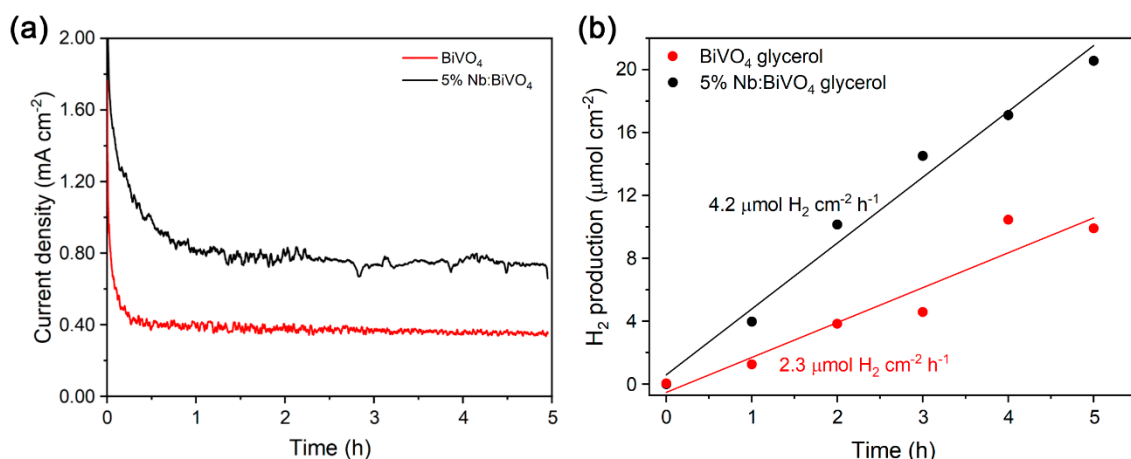 (a)
Current density (mA cm⁻²)
2.00
1.60
1.20
0.80
0.40
0.00
BiVO₄
5% Nb:BiVO₄
0 1 2 3 4 5
Time (h)
(b)
H₂ production (μmol cm⁻²)
20
16
12
8
4
0
BiVO₄ glycerol
5% Nb:BiVO₄ glycerol
4.2 μmol H₂ cm⁻² h⁻¹
2.3 μmol H₂ cm⁻² h⁻¹
0 1 2 3 4 5
Time (h)